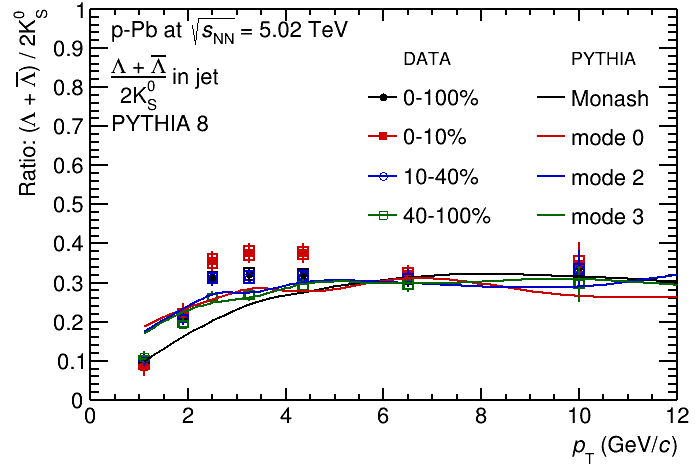 p-Pb at √s_NN = 5.02 TeV
Λ + Λ̅
2K⁰_S
in jet
PYTHIA 8
DATA
0-100%
0-10%
10-40%
40-100%
PYTHIA
Monash
mode 0
mode 2
mode 3
Ratio: (Λ + Λ̅) / 2K⁰_S
1
0.9
0.8
0.7
0.6
0.5
0.4
0.3
0.2
0.1
0
0 2 4 6 8 10 12
p_T (GeV/c)